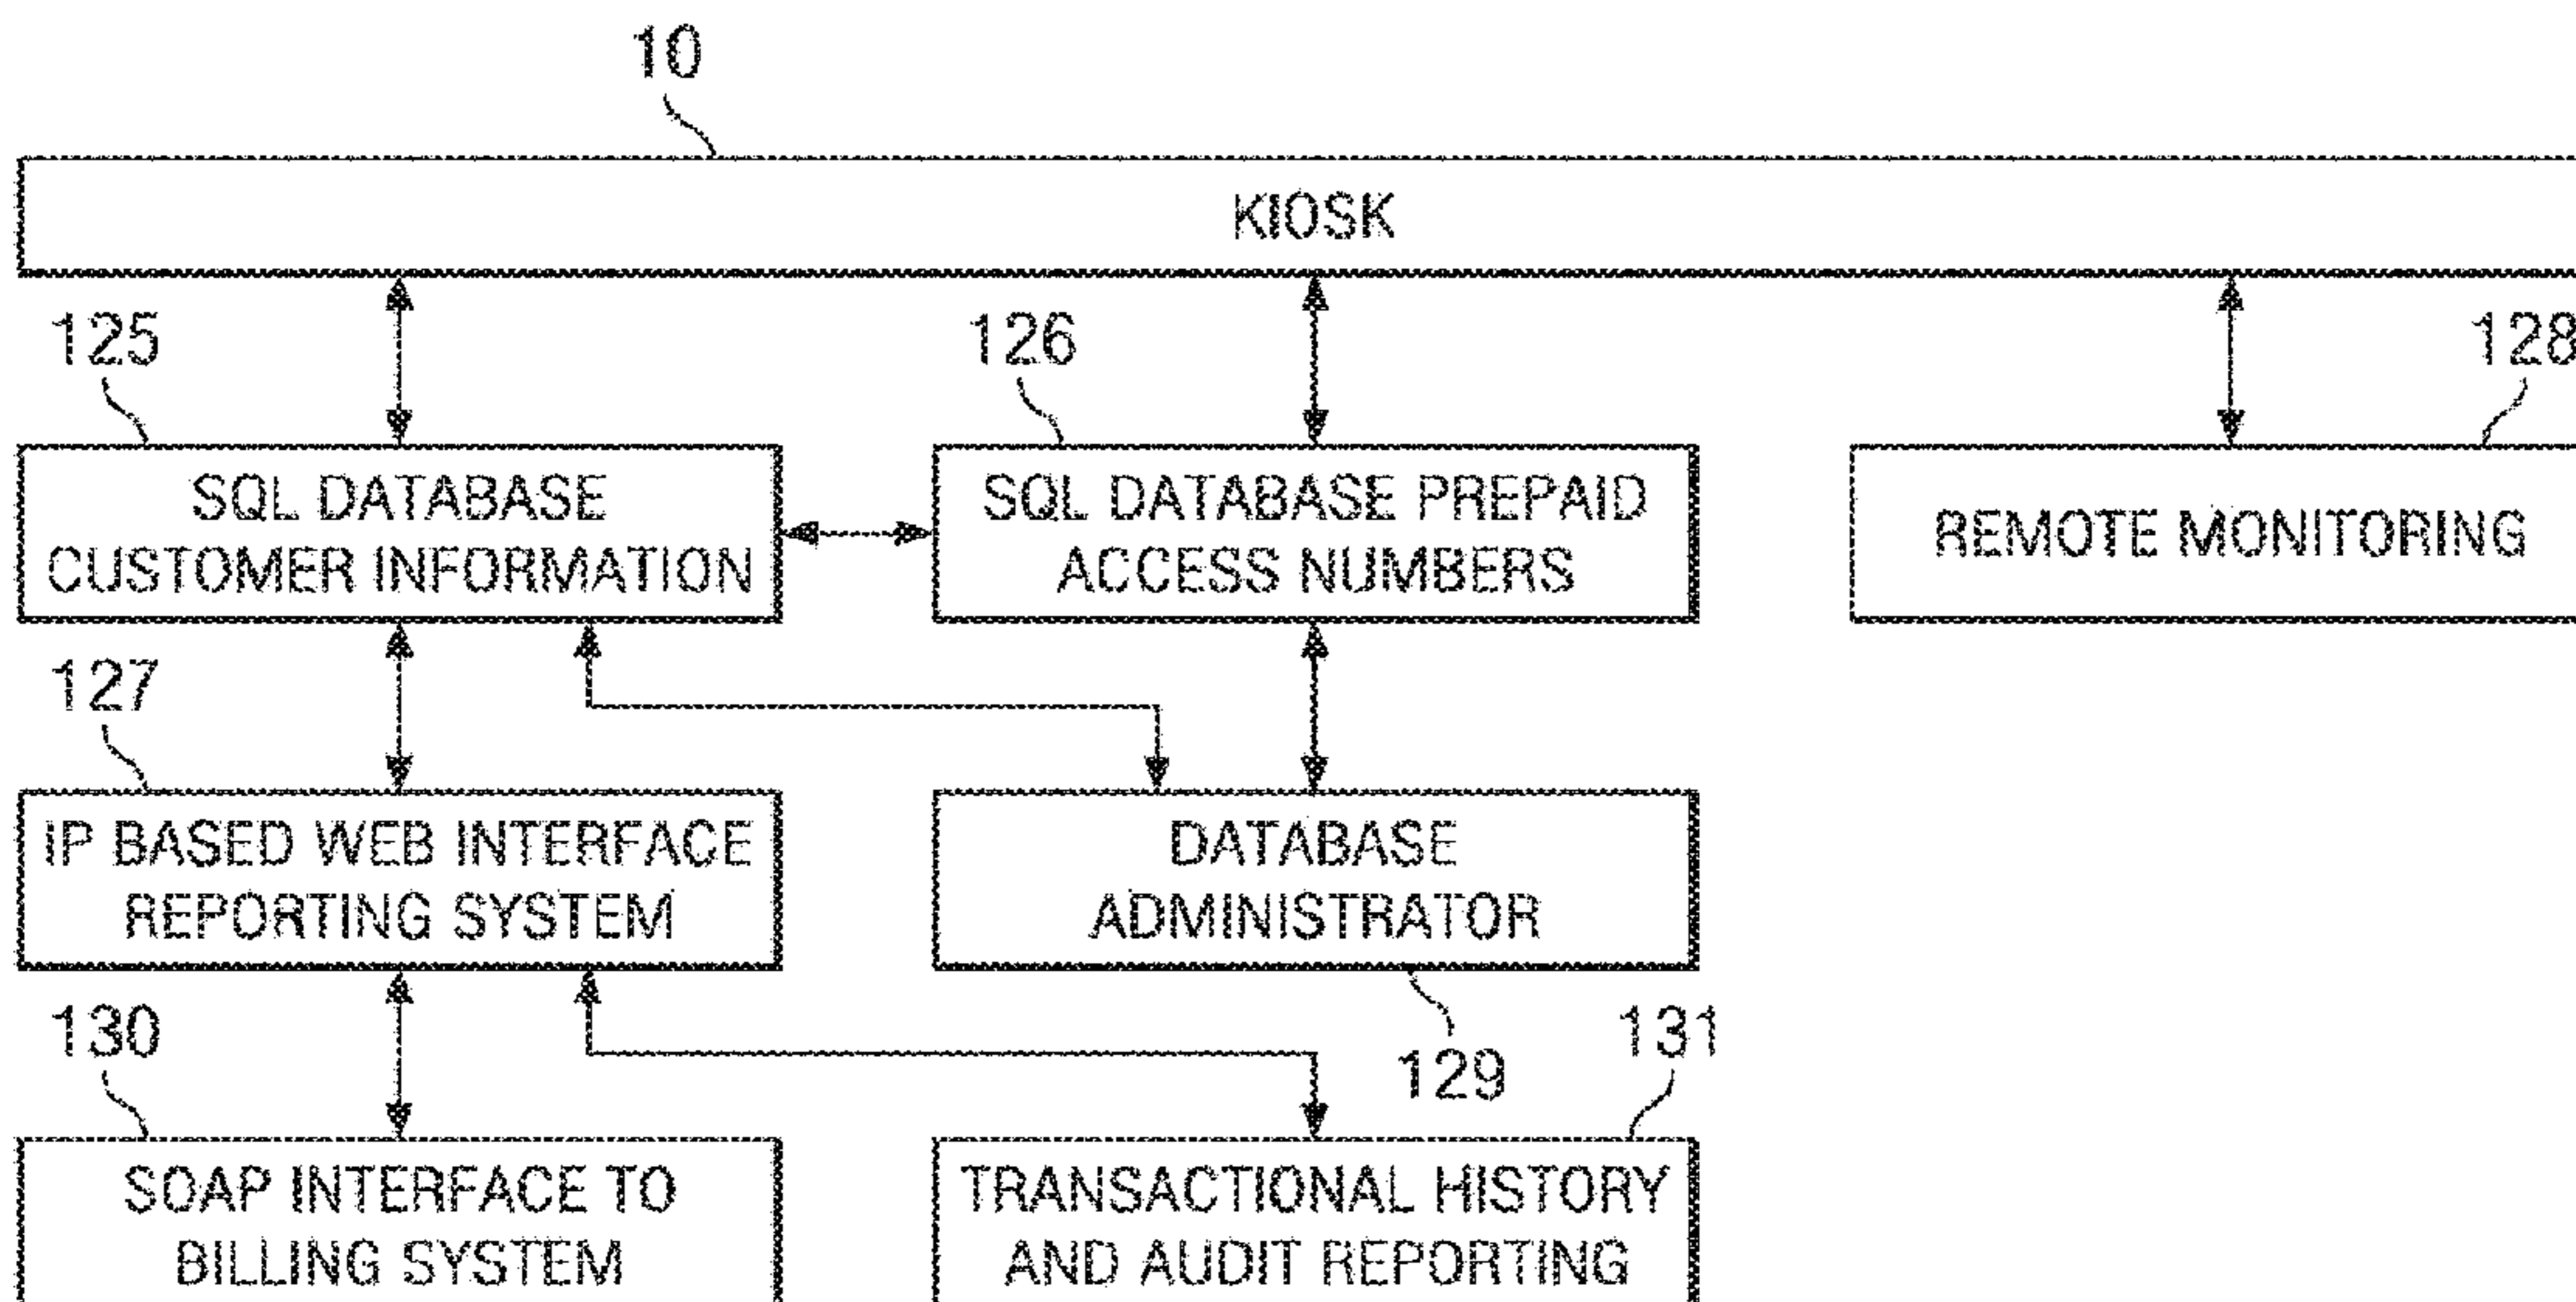 10
KIOSK
125
126
128
SQL DATABASE
CUSTOMER INFORMATION
SQL DATABASE PREPAID
ACCESS NUMBERS
REMOTE MONITORING
127
IP BASED WEB INTERFACE
REPORTING SYSTEM
DATABASE
ADMINISTRATOR
130
129
131
SOAP INTERFACE TO
BILLING SYSTEM
TRANSACTIONAL HISTORY
AND AUDIT REPORTING